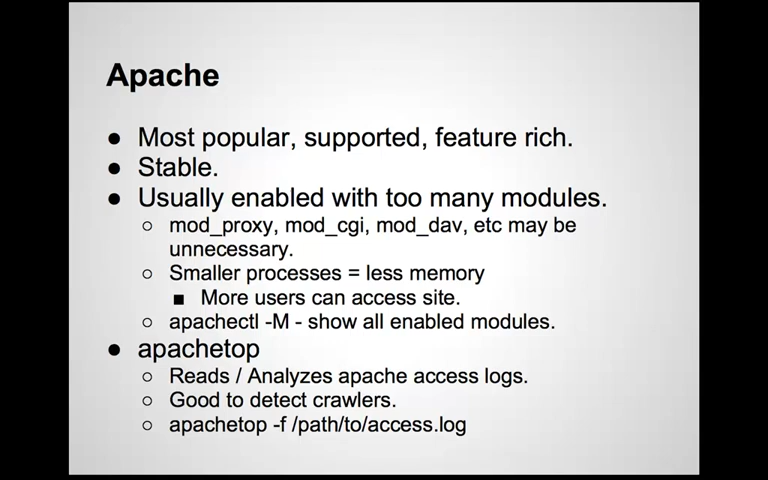 Apache
● Most popular, supported, feature rich.
● Stable.
● Usually enabled with too many modules.
○ mod_proxy, mod_cgi, mod_dav, etc may be
unnecessary.
○ Smaller processes = less memory
■ More users can access site.
○ apachectl -M - show all enabled modules.
● apachetop
○ Reads / Analyzes apache access logs.
○ Good to detect crawlers.
○ apachetop -f /path/to/access.log